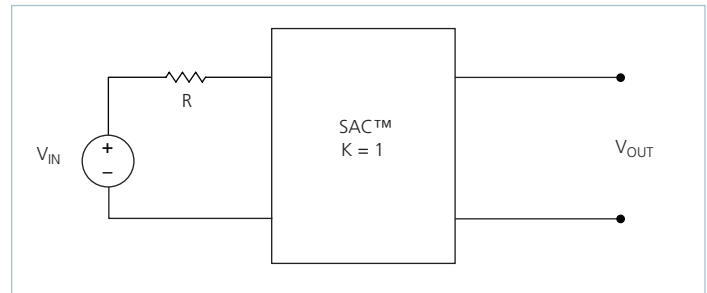 R
SAC™
K = 1
V_IN
+
−
V_OUT